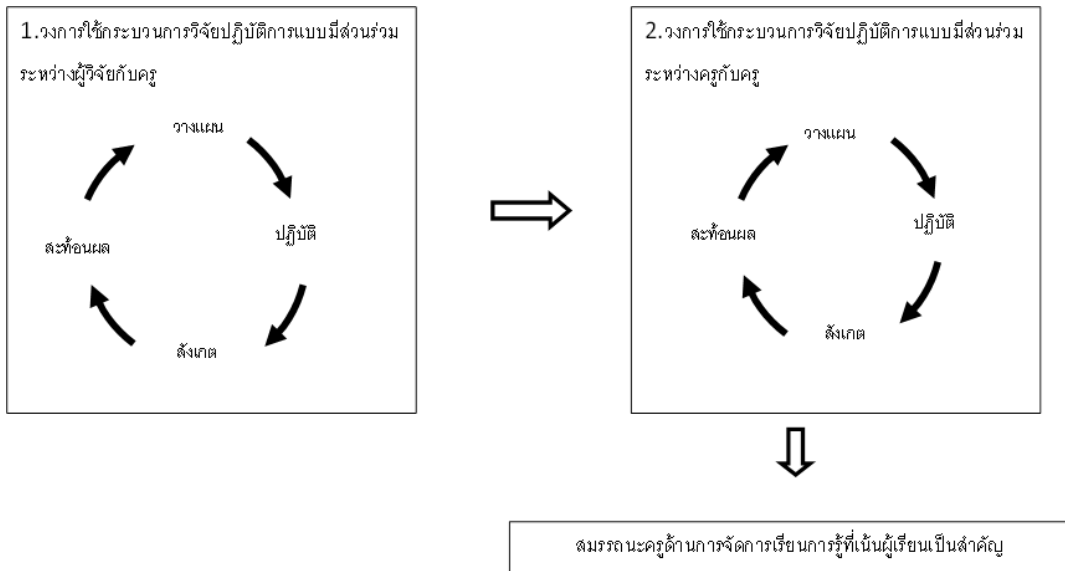 1.วงการใช้กระบวนการวิจัยปฏิบัติการแบบมีส่วนร่วม
ระหว่างผู้วิจัยกับครู
วางแผน
ปฏิบัติ
สังเกต
สะท้อนผล
2.วงการใช้กระบวนการวิจัยปฏิบัติการแบบมีส่วนร่วม
ระหว่างครูกับครู
วางแผน
ปฏิบัติ
สังเกต
สะท้อนผล
สมรรถนะครูด้านการจัดการเรียนการรู้ที่เน้นผู้เรียนเป็นสำคัญ